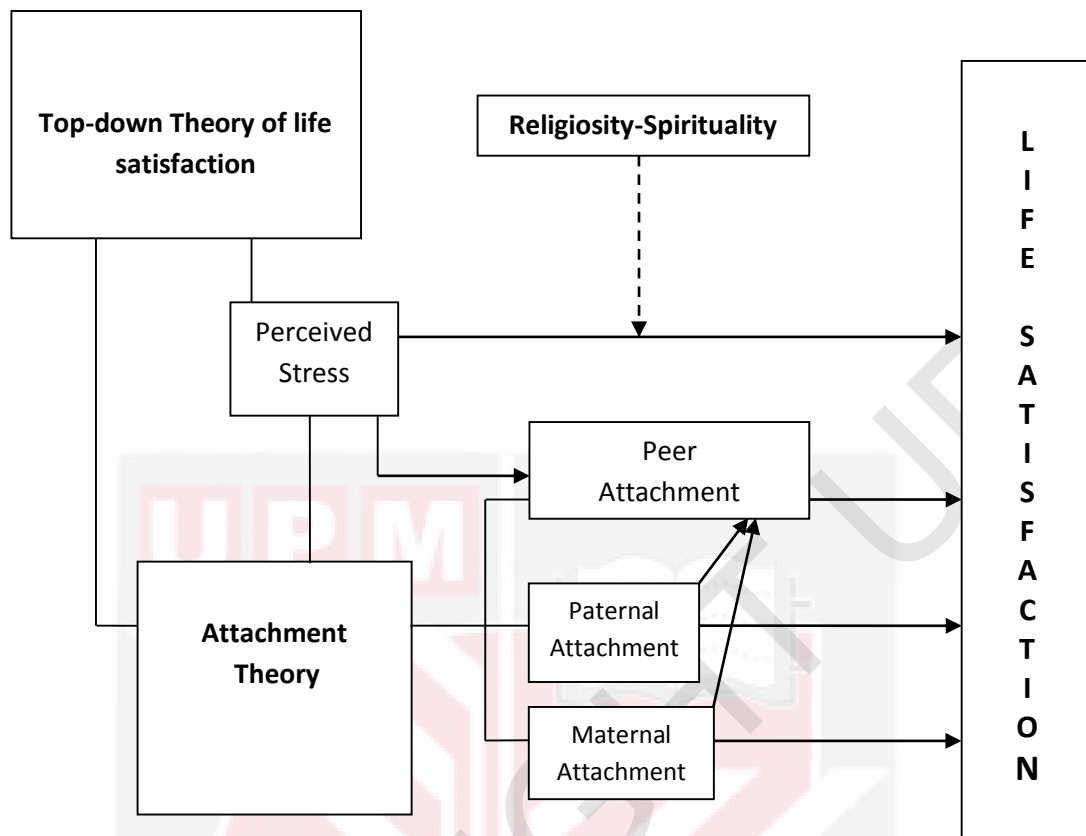 Top-down Theory of life
satisfaction
Religiosity-Spirituality
Perceived
Stress
Peer
Attachment
Attachment
Theory
Paternal
Attachment
Maternal
Attachment
L
I
F
E
S
A
T
I
S
F
A
C
T
I
O
N
UPM